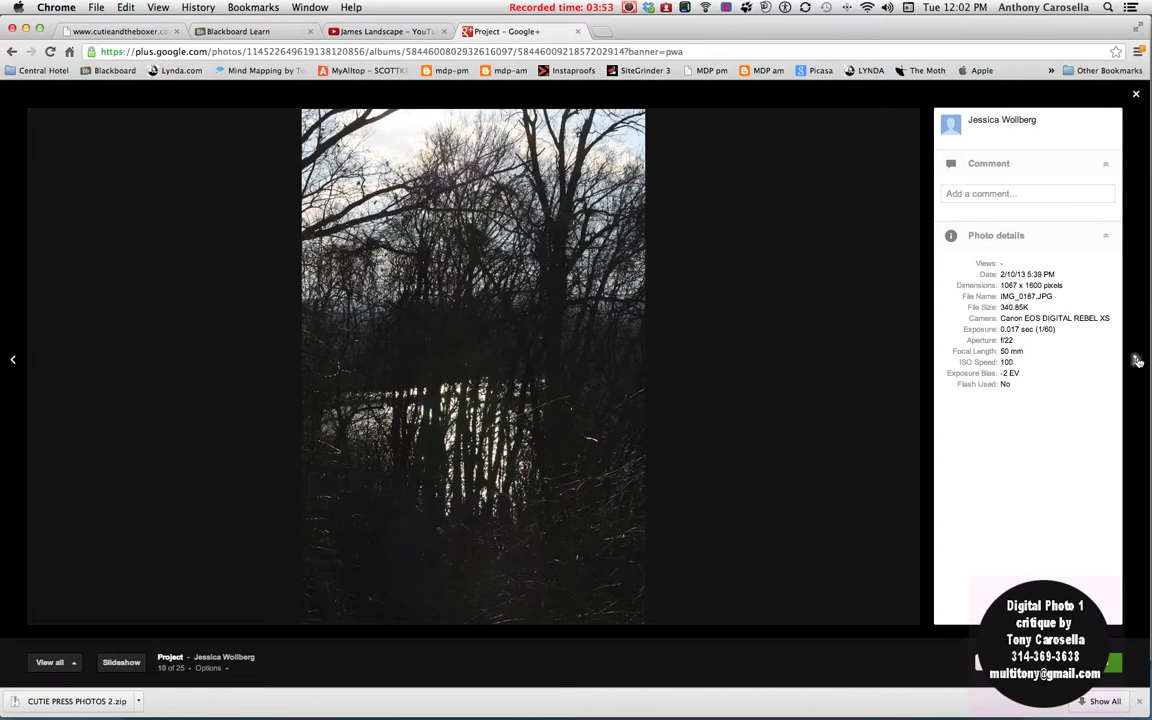 Chrome File Edit View History Bookmarks Window Help Recorded time: 03:53 Tue 12:02 PM Anthony Carosella
www.cutieandtheboxer.co Blackboard Learn James Landscape - YouTu Project - Google+
https://plus.google.com/photos/114522649619138120856/albums/5844600802932616097/5844600921857202914?banner=pwa
Central Hotel Blackboard Lynda.com Mind Mapping by To MyAlltop - SCOTTK mdp-pm mdp-am Instaproofs SiteGrinder 3 MDP pm MDP am Picasa LYNDA The Moth Apple » Other Bookmarks
Jessica Wollberg
Comment
Add a comment...
Photo details
Views: -
Date: 2/10/13 5:39 PM
Dimensions: 1067 x 1600 pixels
File Name: IMG_0187.JPG
File Size: 340.85K
Camera: Canon EOS DIGITAL REBEL XS
Exposure: 0.017 sec (1/60)
Aperture: f/22
Focal Length: 50 mm
ISO Speed: 100
Exposure Bias: -2 EV
Flash Used: No
Digital Photo 1
critique by
Tony Carosella
314-369-3638
multitony@gmail.com
View all Slideshow Project - Jessica Wollberg
10 of 25 - Options
CUTIE PRESS PHOTOS 2.zip Show All